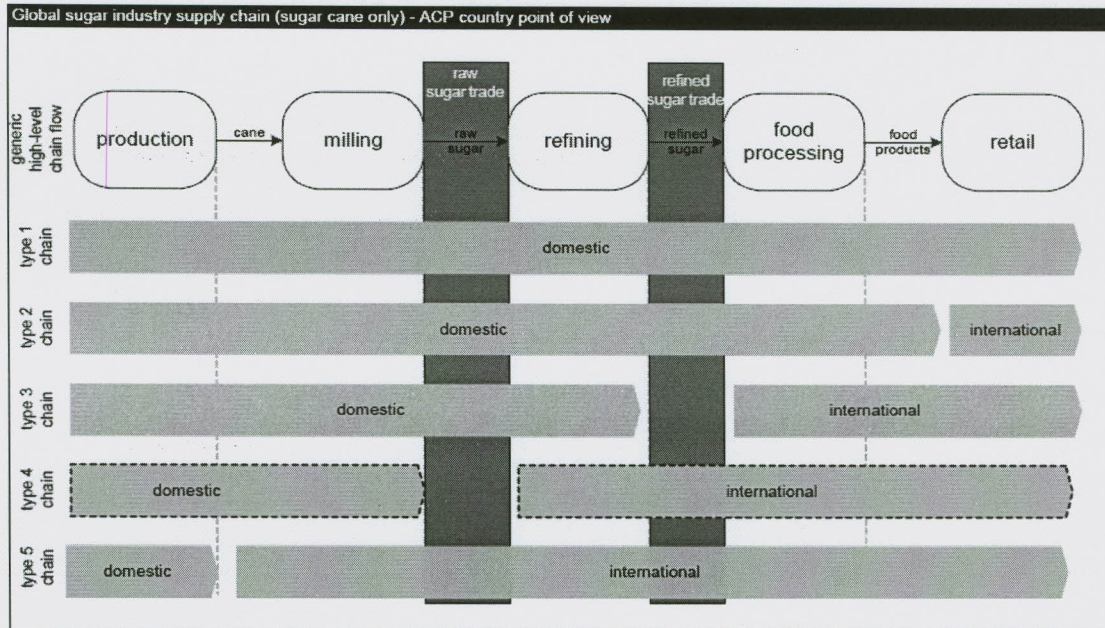 Global sugar industry supply chain (sugar cane only) - ACP country point of view
generic
high-level
chain flow
production
cane
milling
raw
sugar trade
raw
sugar
refining
refined
sugar trade
refined
sugar
food
processing
food
products
retail
type 1
chain
domestic
type 2
chain
domestic
international
type 3
chain
domestic
international
type 4
chain
domestic
international
type 5
chain
domestic
international